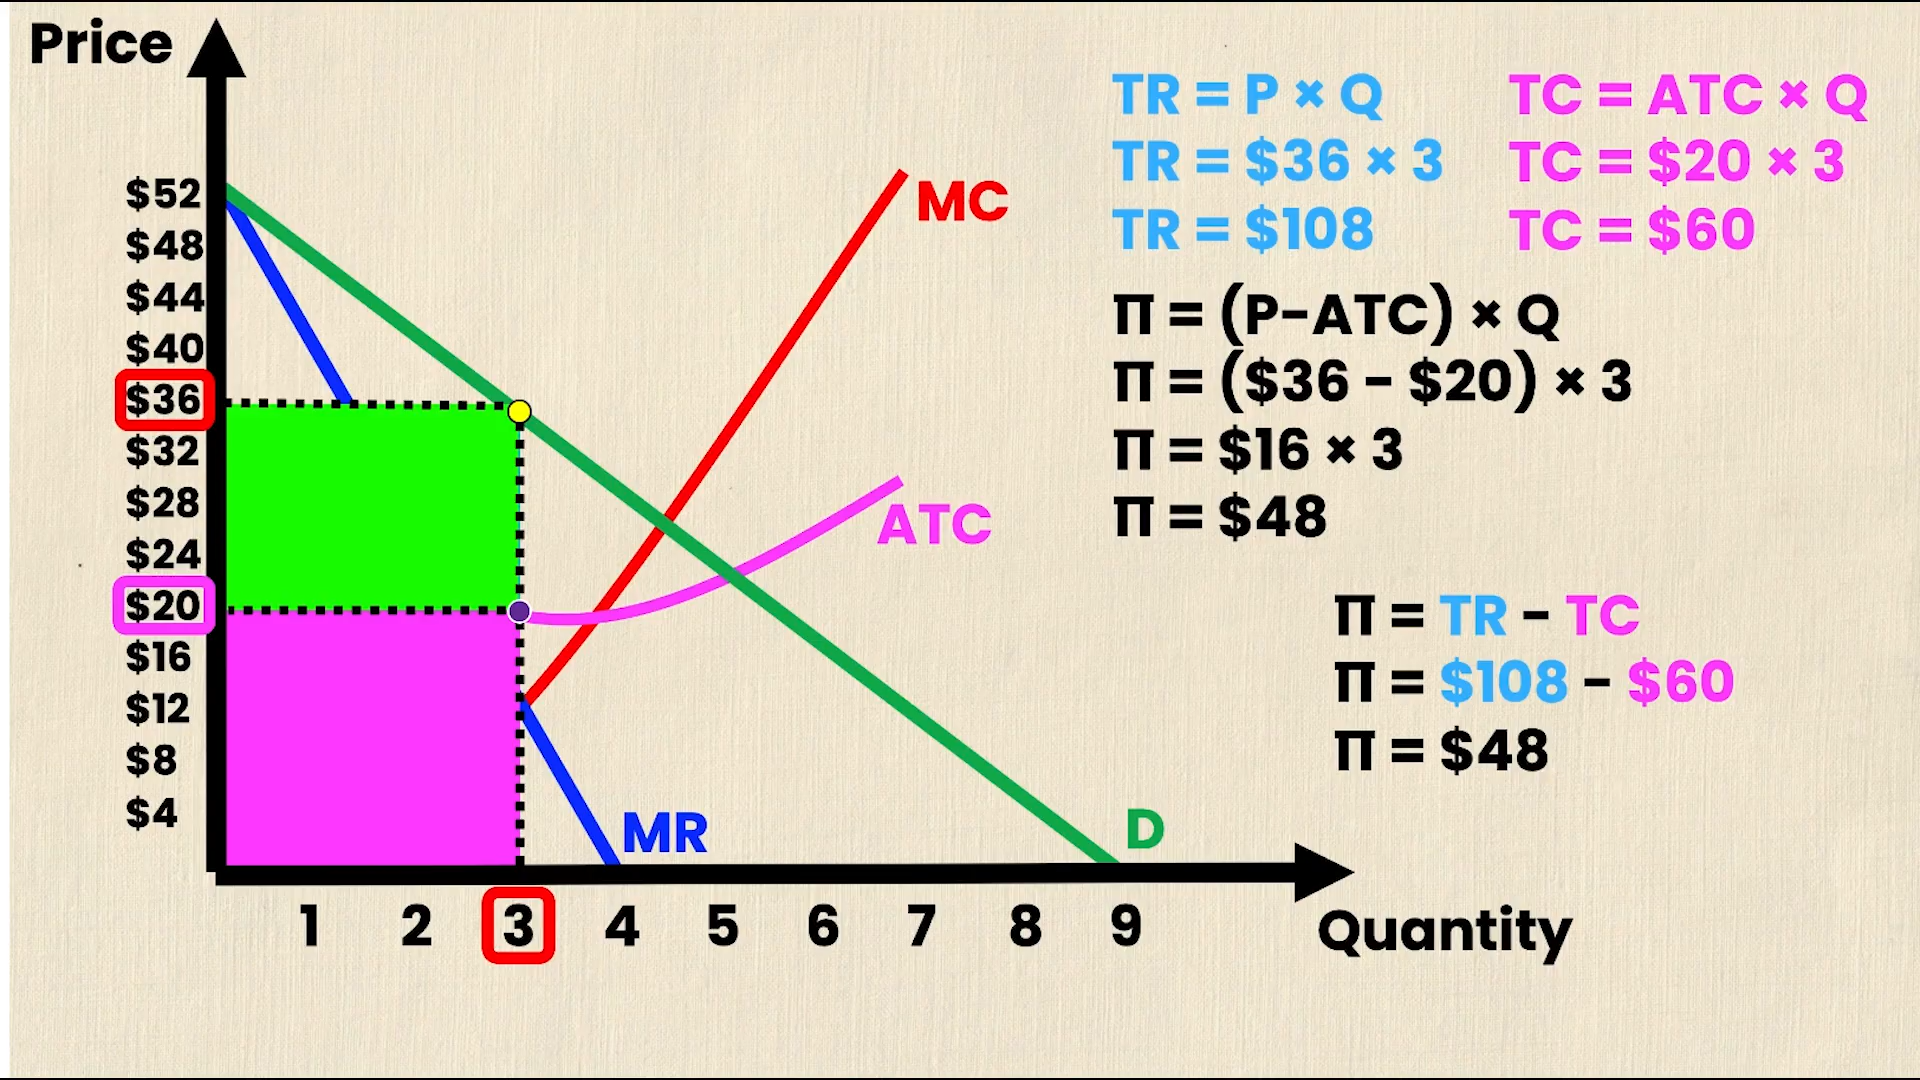 Price
$52
$48
$44
$40
$36
$32
$28
$24
$20
$16
$12
$8
$4
1 2 3 4 5 6 7 8 9
Quantity
MC
ATC
MR
D
TR = P × Q
TR = $36 × 3
TR = $108
TC = ATC × Q
TC = $20 × 3
TC = $60
Π = (P-ATC) × Q
Π = ($36 - $20) × 3
Π = $16 × 3
Π = $48
Π = TR - TC
Π = $108 - $60
Π = $48